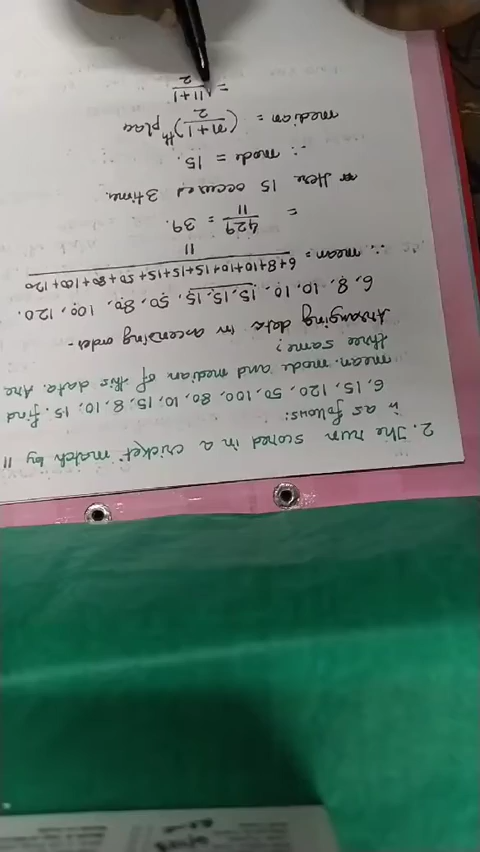 2. The run scored in a cricket match by 11
is as follows:
6, 15, 120, 50, 100, 80, 10, 15, 8, 10, 15. find
mean, mode and median of this data. Are
three same?
Arranging data in ascending order-
6, 8, 10, 10, 15, 15, 15, 50, 80, 100, 120.
∴ mean = 6+8+10+10+15+15+15+50+80+100+120 / 11
= 429/11 = 39.
Here 15 occured 3 time.
∴ mode = 15.
median = (n+1/2)th place
= 11+1/2